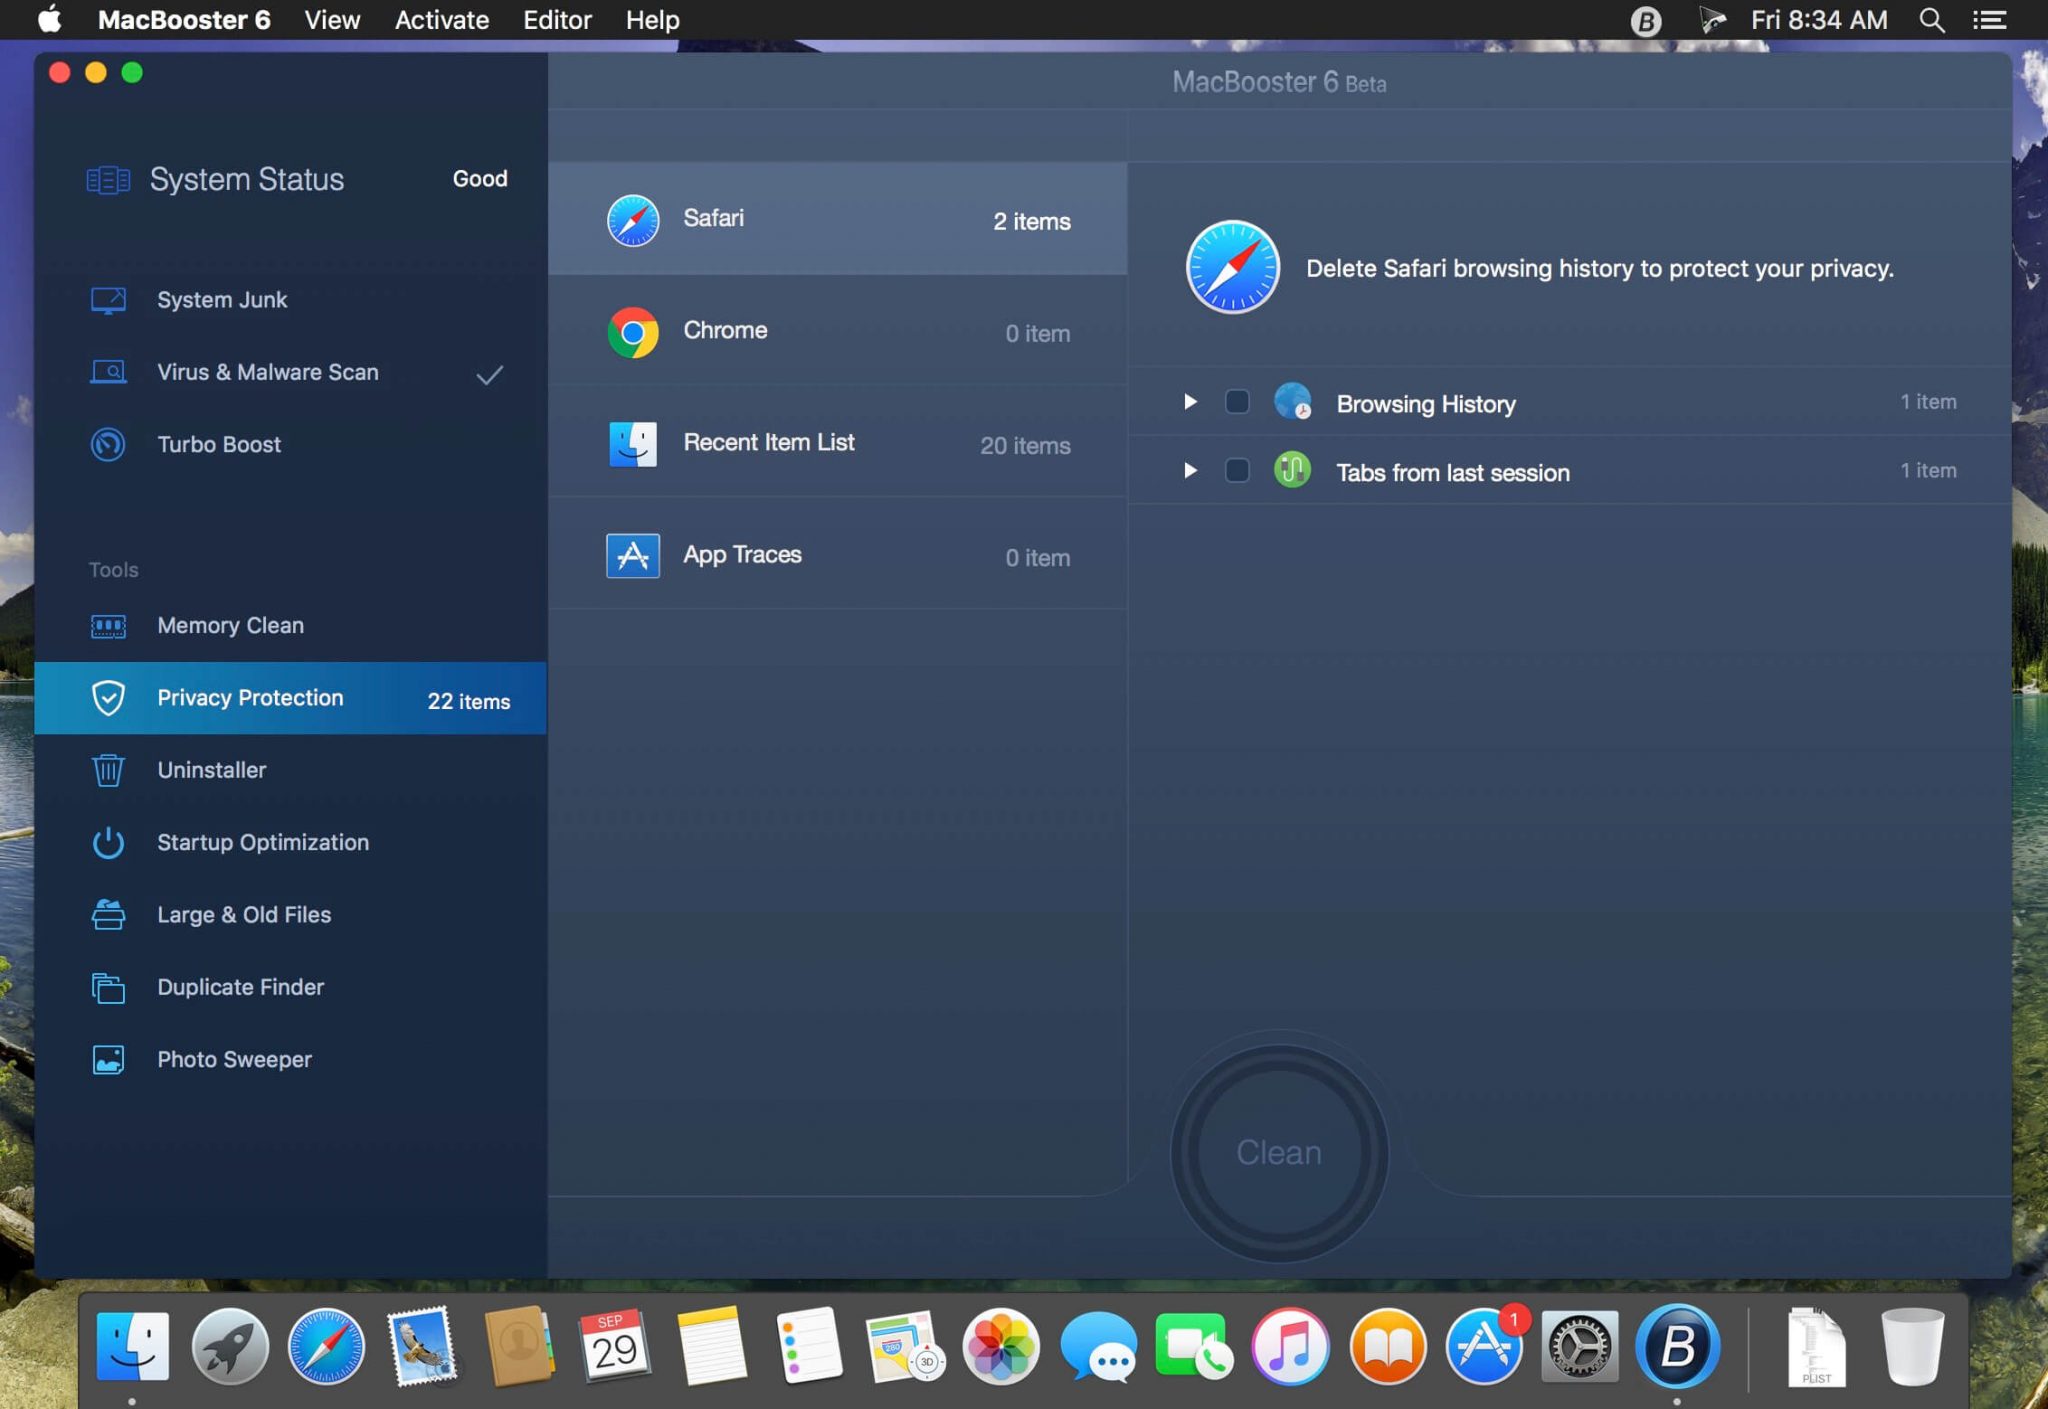 MacBooster 6 View Activate Editor Help
B Fri 8:34 AM
MacBooster 6 Beta
System Status Good
System Junk
Virus & Malware Scan
Turbo Boost
Tools
Memory Clean
Privacy Protection 22 items
Uninstaller
Startup Optimization
Large & Old Files
Duplicate Finder
Photo Sweeper
Safari 2 items
Chrome 0 item
Recent Item List 20 items
App Traces 0 item
Delete Safari browsing history to protect your privacy.
Browsing History 1 item
Tabs from last session 1 item
Clean
SEP
29
280
3D
1
B
PLIST